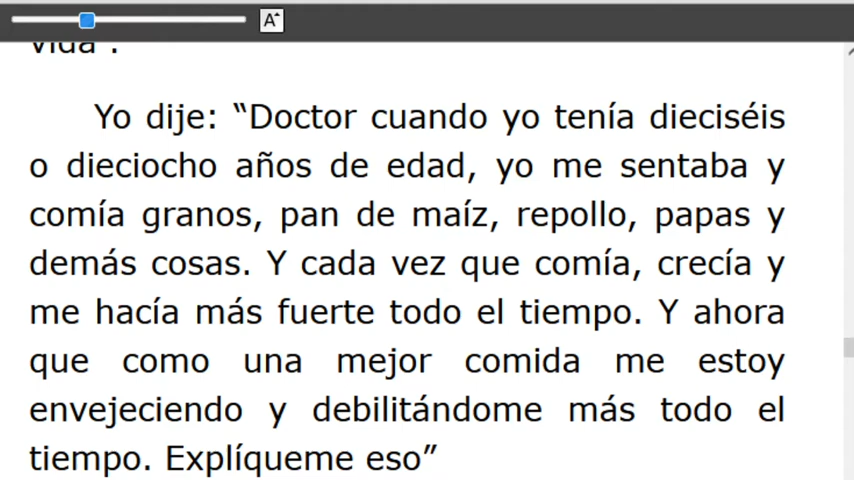 A
vida".
Yo dije: “Doctor cuando yo tenía dieciséis
o dieciocho años de edad, yo me sentaba y
comía granos, pan de maíz, repollo, papas y
demás cosas. Y cada vez que comía, crecía y
me hacía más fuerte todo el tiempo. Y ahora
que como una mejor comida me estoy
envejeciendo y debilitándome más todo el
tiempo. Explíqueme eso”